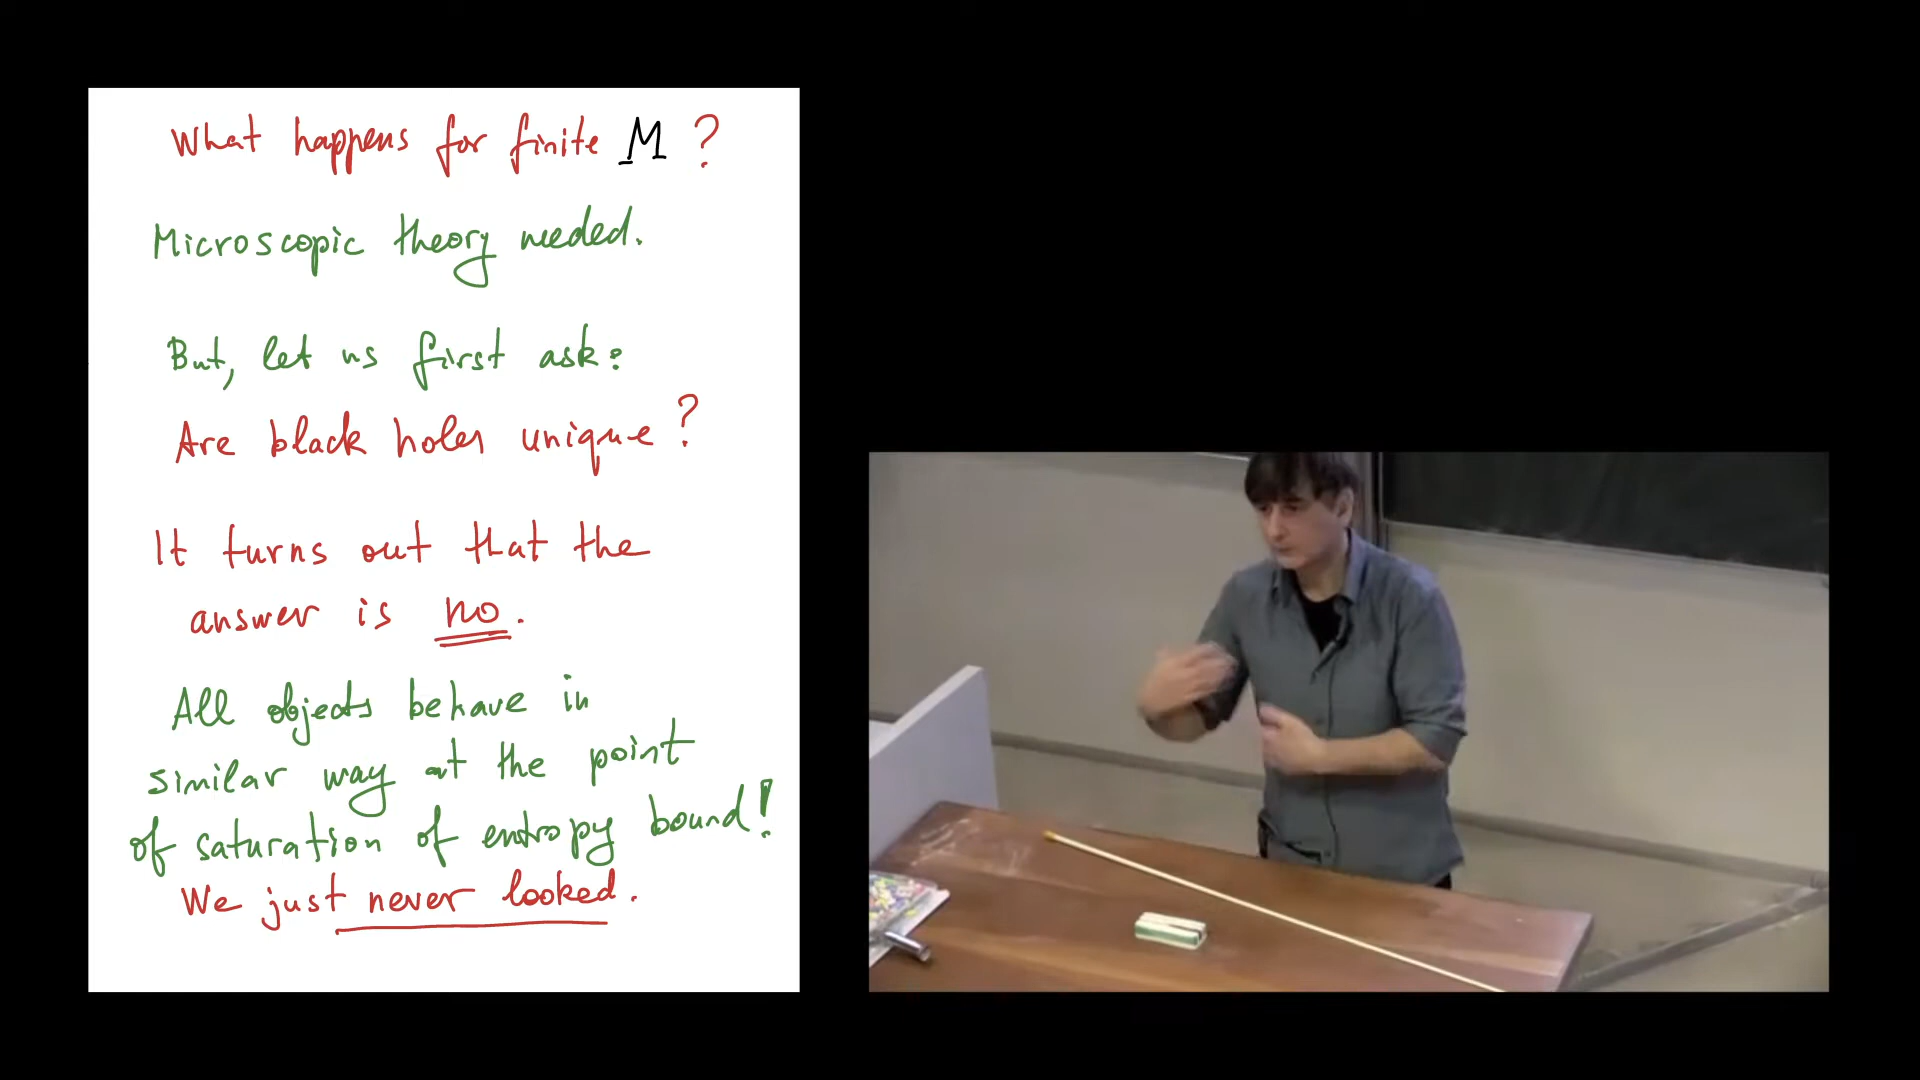 What happens for finite M ?
Microscopic theory needed.
But, let us first ask:
Are black holes unique ?
It turns out that the
answer is no.
All objects behave in
similar way at the point
of saturation of entropy bound!
We just never looked.